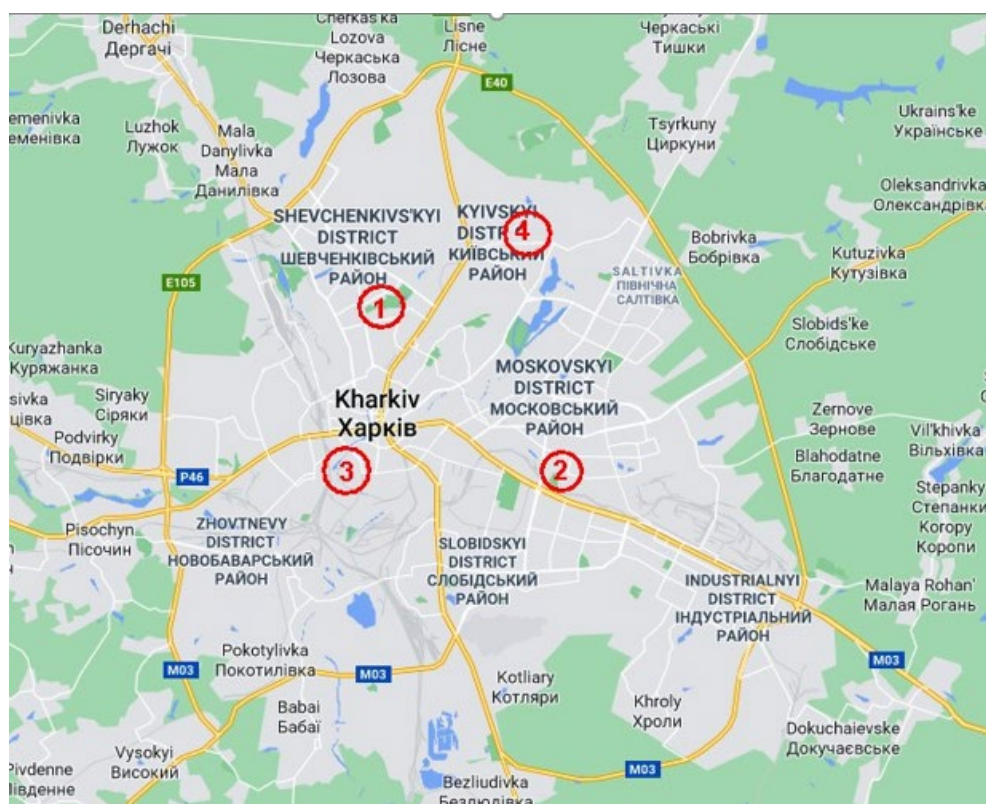 Derhachi
Дергачі
Cherkas'ka
Lozova
Черкаська
Лозова
Lisne
Лісне
Черкаські
Тишки
E40
Luzhok
Лужок
Mala
Danylivka
Мала
Данилівка
Tsyrkuny
Циркуни
Ukrains'ke
Українське
SHEVCHENKIVS'KYI
DISTRICT
ШЕВЧЕНКІВСЬКИЙ
РАЙОН
KYIVSKYI
КИЇВСЬКИЙ
РАЙОН
4
Oleksandrivka
Олександрівка
Bobrivka
Бобрівка
Kutuzivka
Кутузівка
SALTIVKA
ПІВНІЧНА
САЛТІВКА
E105
1
Slobids'ke
Слобідське
Kuryazhanka
Куряжанка
MOSKOVSKYI
DISTRICT
МОСКОВСЬКИЙ
РАЙОН
Kharkiv
Харків
Siryaky
Сіряки
Podvirky
Подвірки
Zernove
Зернове
Vil'khivka
Вільхівка
Blahodatne
Благодатне
P46
3
2
Stepanky
Степанки
Koropy
Коропи
Pisochyn
Пісочин
ZHOVTNEVY
DISTRICT
НОВОБАВАРСЬКИЙ
РАЙОН
SLOBIDSKYI
DISTRICT
СЛОБІДСЬКИЙ
РАЙОН
INDUSTRIALNYI
DISTRICT
ІНДУСТРІАЛЬНИЙ
РАЙОН
Malaya Rohan'
Малая Рогань
Pokotylivka
Покотилівка
M03
M03
M03
Kotliary
Котляри
Babai
Бабаї
Khroly
Хроли
Dokuchaievske
Докучаєвське
Vysokyi
Високий
M03
Bezliudivka
Безлюдівка